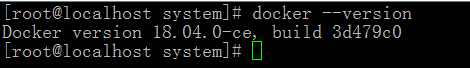 [root@localhost system]# docker --version
Docker version 18.04.0-ce, build 3d479c0
[root@localhost system]#